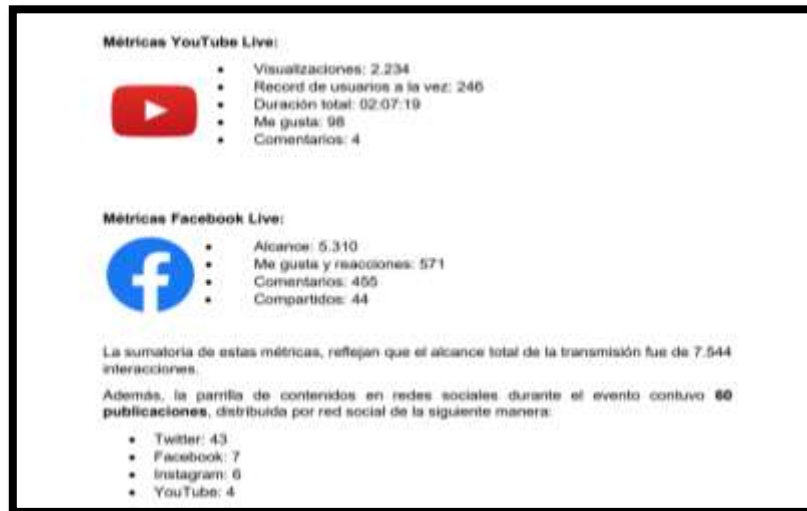 Métricas YouTube Live:
• Visualizaciones: 2.234
• Record de usuarios a la vez: 246
• Duración total: 02:07:19
• Me gusta: 98
• Comentarios: 4
Métricas Facebook Live:
• Alcance: 5.310
• Me gusta y reacciones: 571
• Comentarios: 455
• Compartidos: 44
La sumatoria de estas métricas, reflejan que el alcance total de la transmisión fue de 7.544
interacciones.
Además, la parrilla de contenidos en redes sociales durante el evento contuvo 60
publicaciones, distribuida por red social de la siguiente manera:
• Twitter: 43
• Facebook: 7
• Instagram: 6
• YouTube: 4